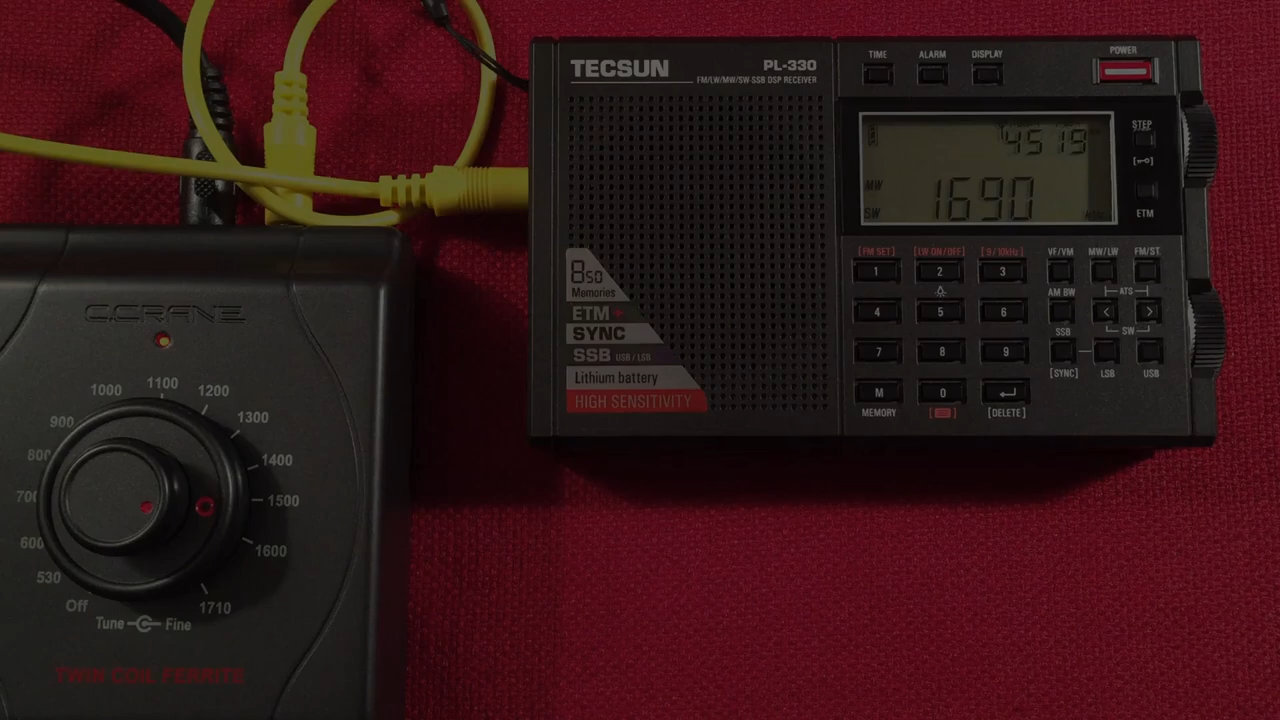 TECSUN
PL-330
FM/LW/MW/SW-SSB DSP RECEIVER
TIME
ALARM
DISPLAY
POWER
4519
MW
1690
SW
STEP
ETM
850
Memories
ETM+
SYNC
SSB USB / LSB
Lithium battery
HIGH SENSITIVITY
[FM SET]
[LW ON/OFF]
[9/10kHz]
VF/VM
MW/LW
FM/ST.
1
2
3
AM BW
ATS
4
5
6
<
>
SSB
SW
7
8
9
[SYNC]
LSB
USB
M
0
MEMORY
[DELETE]
C.CRANE
1000
1100
1200
900
1300
800
1400
700
1500
600
1600
530
1710
Off
Tune
Fine
TWIN COIL FERRITE